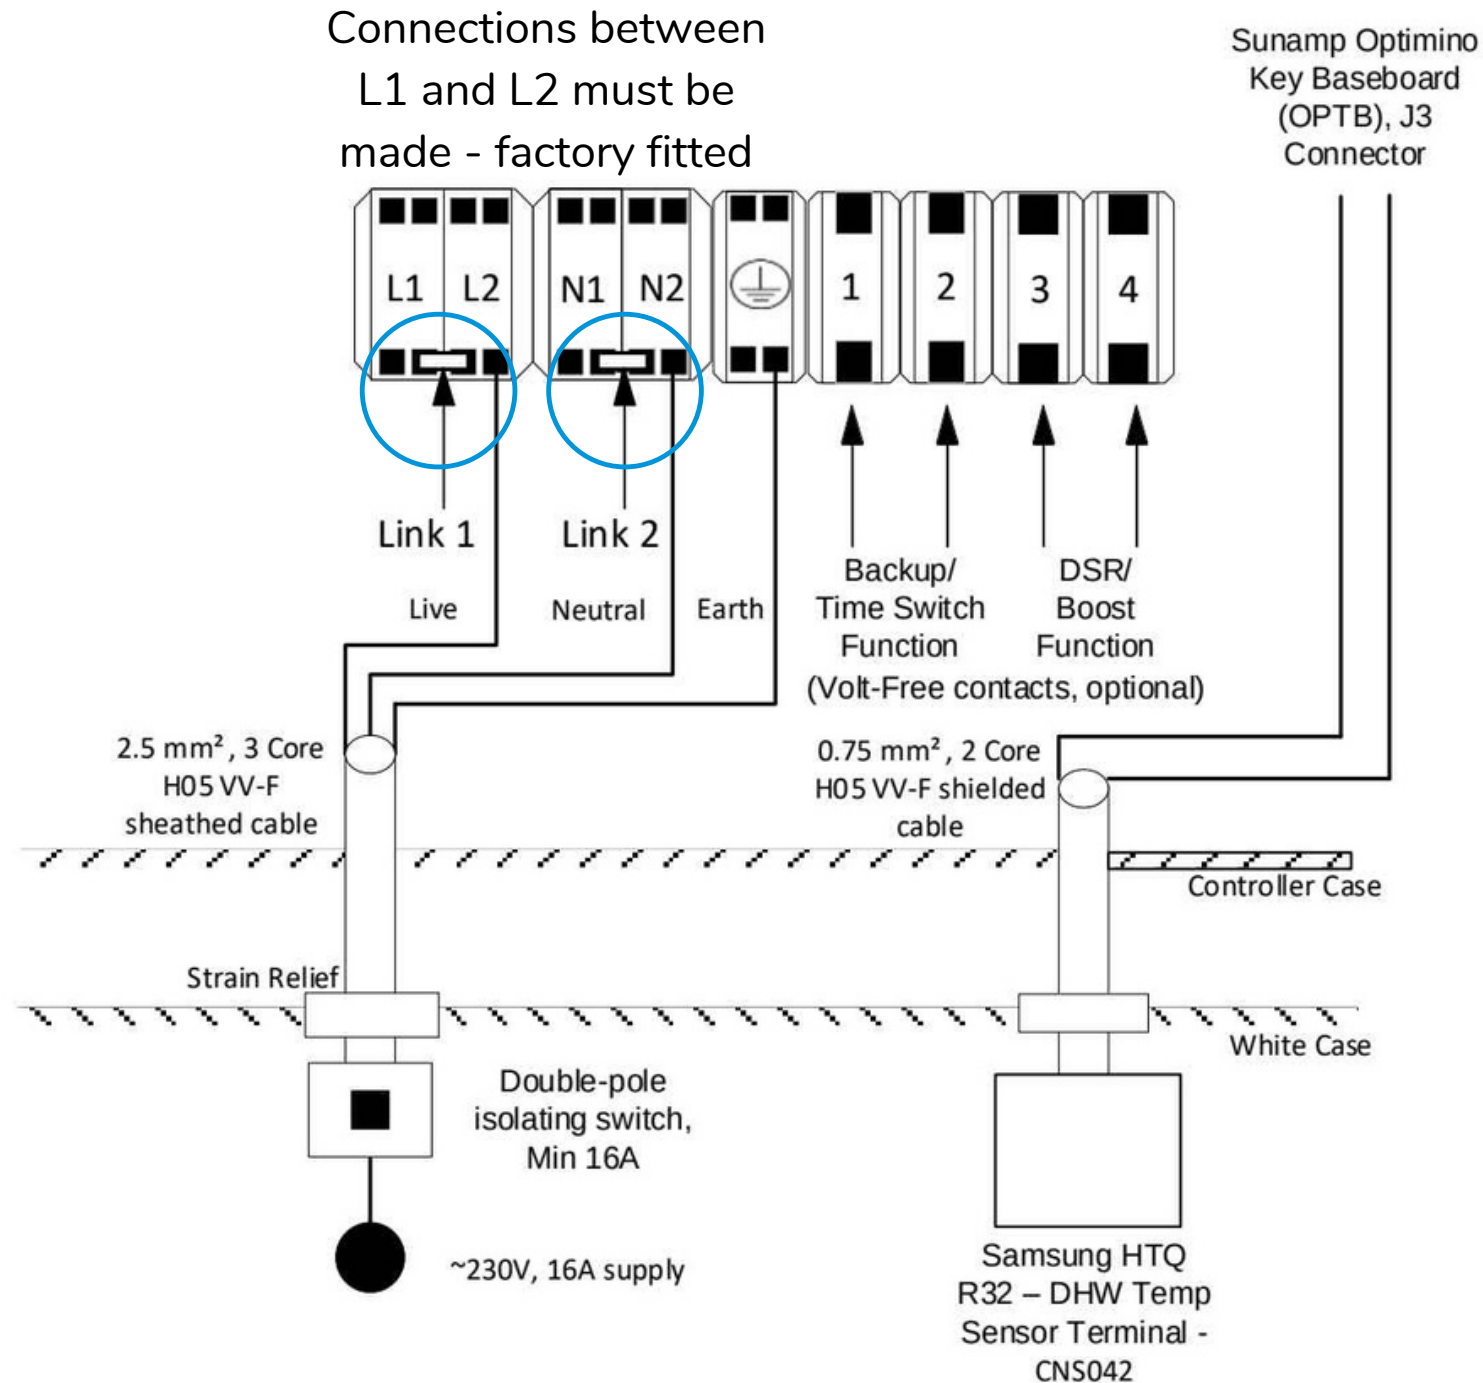 Connections between
L1 and L2 must be
made - factory fitted
Sunamp Optimino
Key Baseboard
(OPTB), J3
Connector
L1 L2 N1 N2 1 2 3 4
Link 1 Link 2
Live Neutral Earth
Backup/
Time Switch
Function
DSR/
Boost
Function
(Volt-Free contacts, optional)
2.5 mm², 3 Core
H05 VV-F
sheathed cable
0.75 mm², 2 Core
H05 VV-F shielded
cable
Controller Case
Strain Relief
White Case
Double-pole
isolating switch,
Min 16A
~230V, 16A supply
Samsung HTQ
R32 – DHW Temp
Sensor Terminal -
CNS042